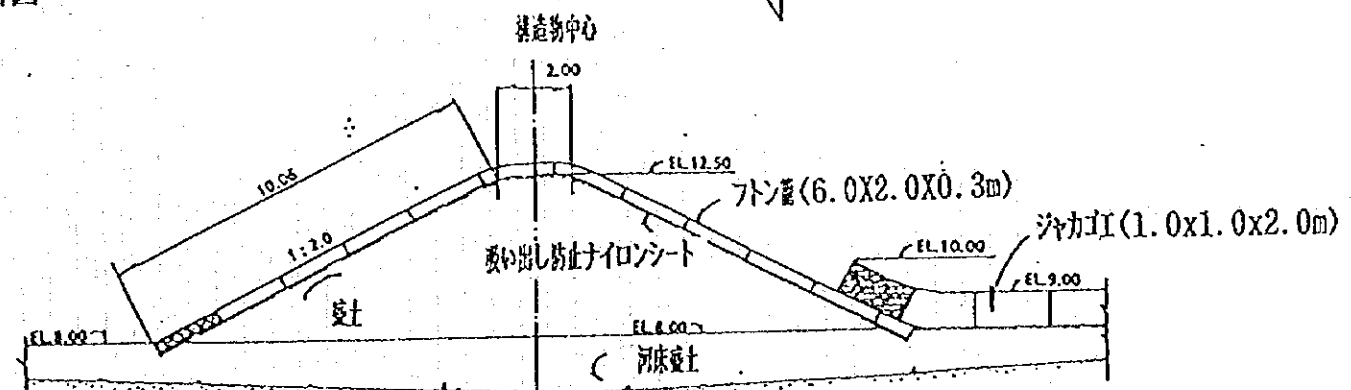 構造物中心
2.00
10.06
EL.12.50
フトン籠(6.0X2.0X0.3m)
1:2.0
吸い出し防止ナイロンシート
EL.10.00
ジャカゴエ(1.0x1.0x2.0m)
EL.9.00
盛土
EL.8.00
EL.8.00
河床盛土